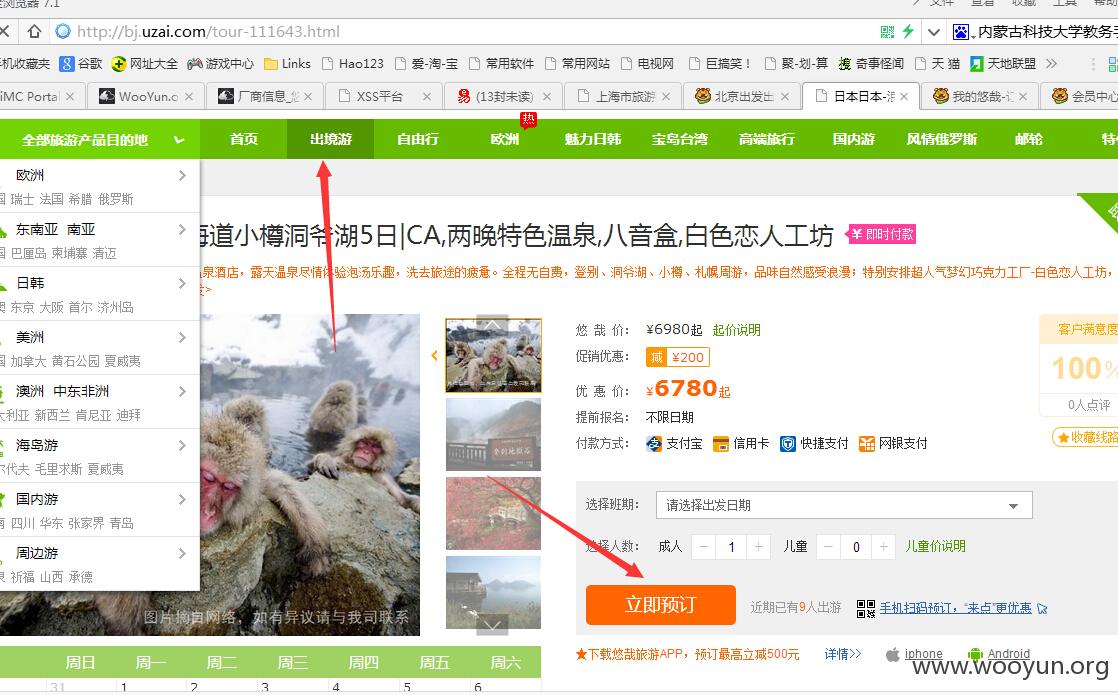 览器 7.1 文件 查看 收藏 工具 帮助
http://bj.uzai.com/tour-111643.html 内蒙古科技大学教务
机收藏夹 谷歌 网址大全 游戏中心 Links Hao123 爱-淘-宝 常用软件 常用网站 电视网 巨搞笑！ 聚-划-算 奇事怪闻 天 猫 天地联盟 >>
iMC Porta WooYun.o 厂商信息_ XSS平台 (13封未读) 上海市旅游 北京出发出 日本日本- 我的悠哉-订 会员中心
全部旅游产品目的地 首页 出境游 自由行 欧洲 热 魅力日韩 宝岛台湾 高端旅行 国内游 风情俄罗斯 邮轮
欧洲
瑞士 法国 希腊 俄罗斯
东南亚 南亚
巴厘岛 柬埔寨 清迈
日韩
东京 大阪 首尔 济州岛
美洲
加拿大 黄石公园 夏威夷
澳洲 中东非洲
大利亚 新西兰 肯尼亚 迪拜
海岛游
尔代夫 毛里求斯 夏威夷
国内游
四川 华东 张家界 青岛
周边游
祈福 山西 承德
海道小樽洞爷湖5日|CA,两晚特色温泉,八音盒,白色恋人工坊 ¥ 即时付款
泉酒店，露天温泉尽情体验泡汤乐趣，洗去旅途的疲惫。全程无自费，登别、洞爷湖、小樽、札幌周游，品味自然感受浪漫；特别安排超人气梦幻巧克力工厂-白色恋人工坊，
>
悠 哉 价： ¥6980起 起价说明
促销优惠： 减 ¥200
优 惠 价： ¥6780起
提前报名： 不限日期
付款方式： 支付宝 信用卡 快捷支付 网银支付
客户满意度
100%
0人点评
收藏线路
选择班期： 请选择出发日期
选择人数： 成人 − 1 + 儿童 − 0 + 儿童价说明
立即预订 近期已有9人出游 手机扫码预订，“来点”更优惠
图片摘自网络，如有异议请与我司联系
下载悠哉旅游APP，预订最高立减500元 详情>> iphone Android
周日 周一 周二 周三 周四 周五 周六
31 1 2 3 4 5 6
www.wooyun.org